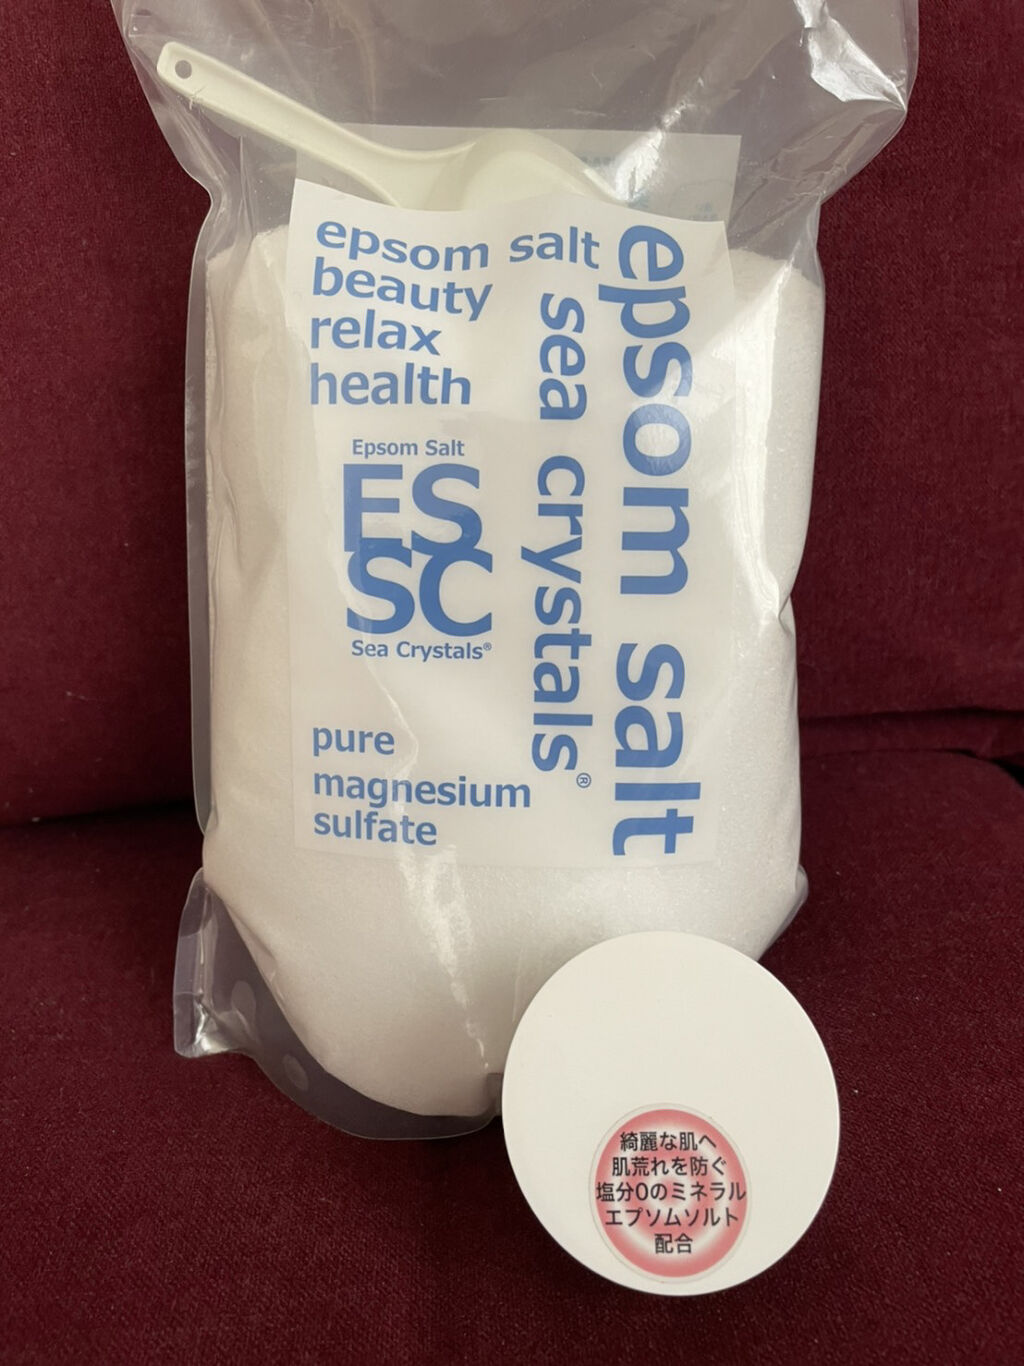 epsom salt
beauty
relax
health
Epsom Salt
ES
SC
Sea Crystals®
pure
magnesium
sulfate
sea crystals®
epsom salt
綺麗な肌へ
肌荒れを防ぐ
塩分0のミネラル
エプソムソルト
配合